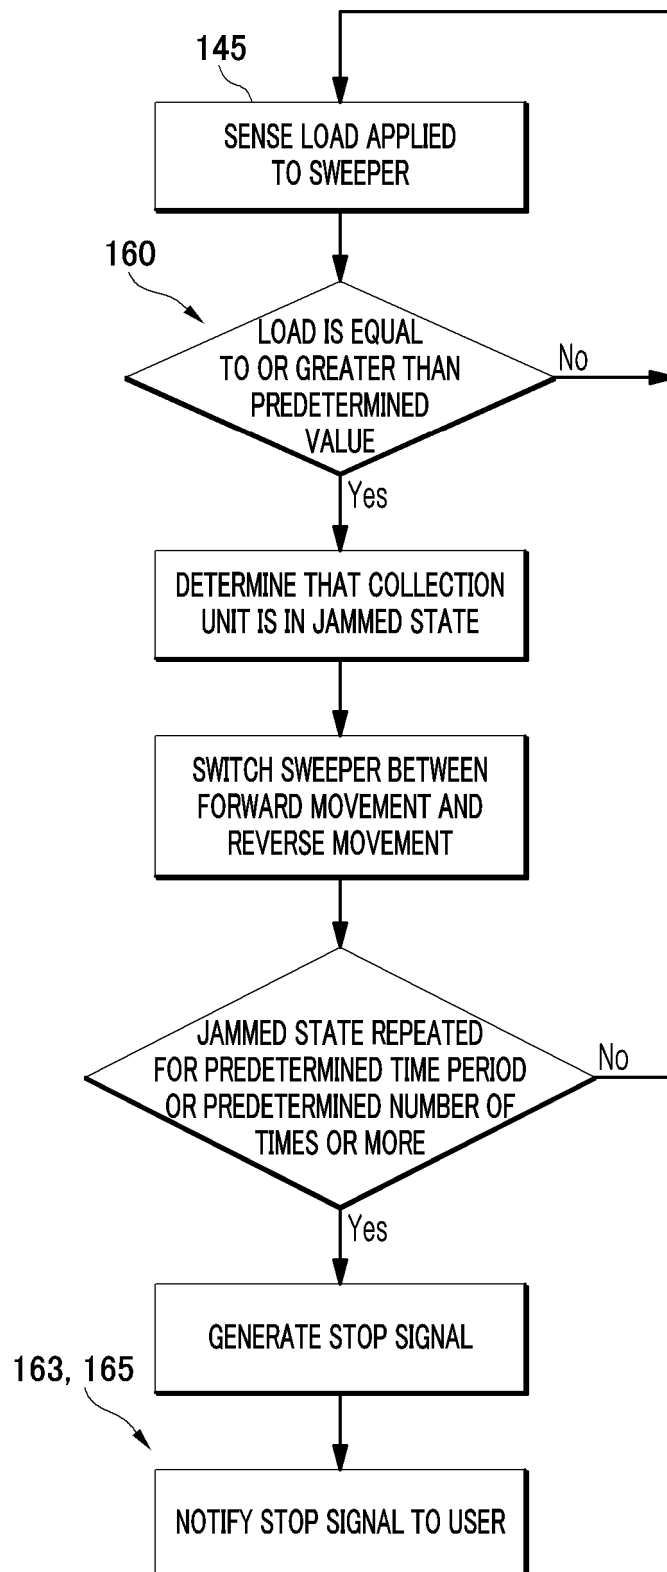 145
SENSE LOAD APPLIED
TO SWEEPER
160
LOAD IS EQUAL
TO OR GREATER THAN
PREDETERMINED
VALUE
No
Yes
DETERMINE THAT COLLECTION
UNIT IS IN JAMMED STATE
SWITCH SWEEPER BETWEEN
FORWARD MOVEMENT AND
REVERSE MOVEMENT
JAMMED STATE REPEATED
FOR PREDETERMINED TIME PERIOD
OR PREDETERMINED NUMBER OF
TIMES OR MORE
No
Yes
GENERATE STOP SIGNAL
163, 165
NOTIFY STOP SIGNAL TO USER